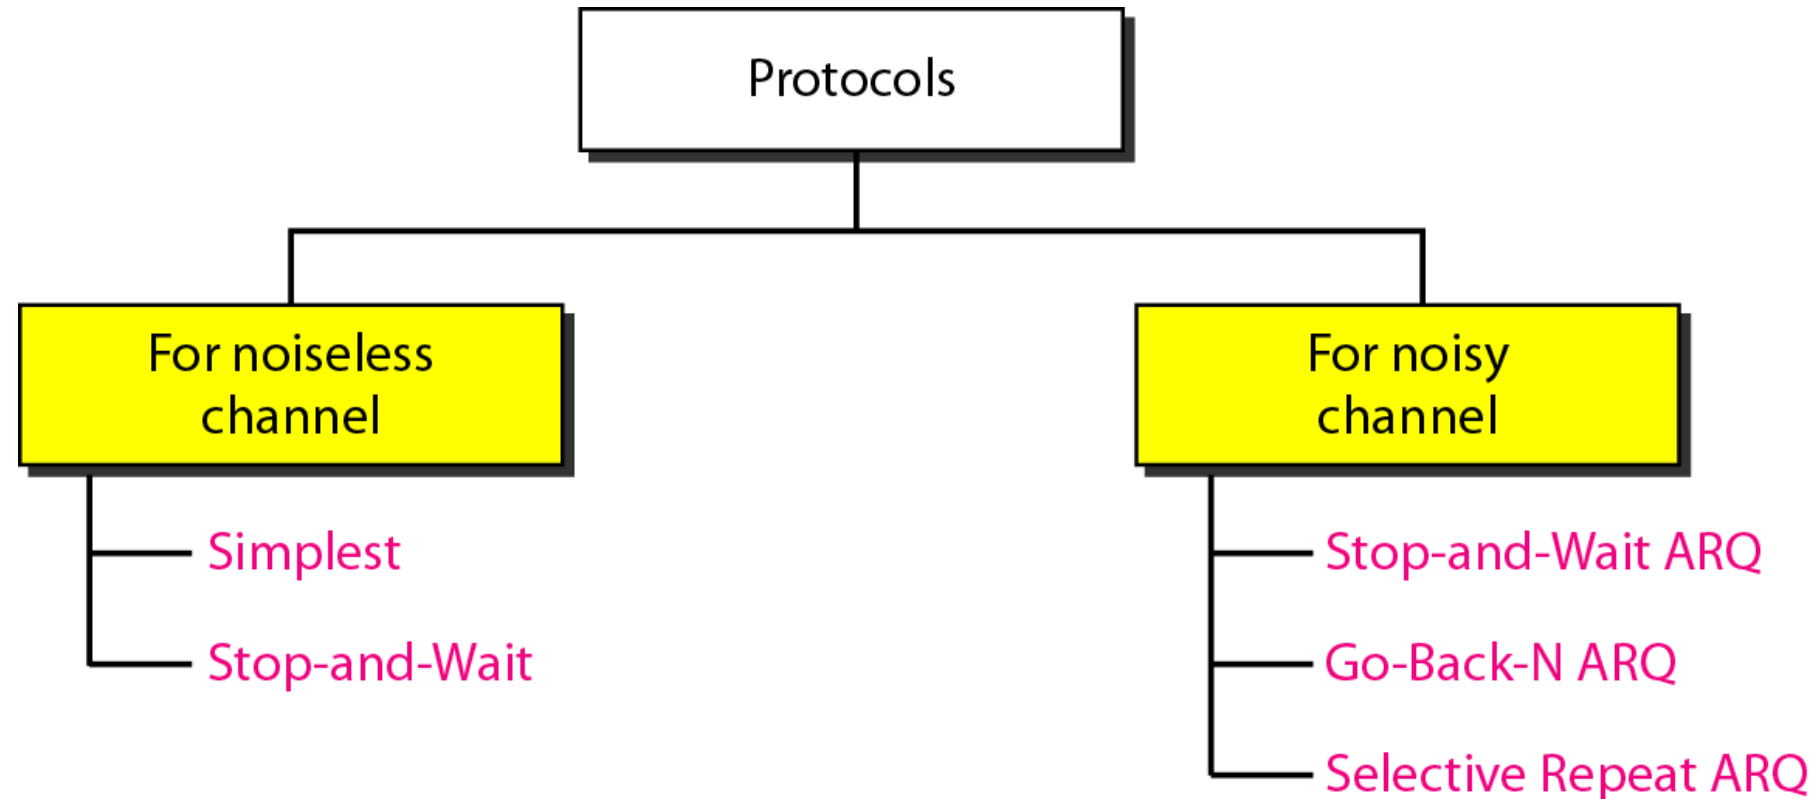 Protocols
For noiseless
channel
Simplest
Stop-and-Wait
For noisy
channel
Stop-and-Wait ARQ
Go-Back-N ARQ
Selective Repeat ARQ